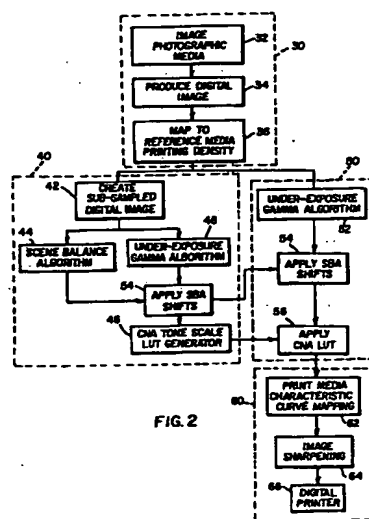 IMAGE
PHOTOGRAPHIC
MEDIA
32
30
PRODUCE DIGITAL
IMAGE
34
MAP TO
REFERENCE MEDIA
PRINTING DENSITY
36
40
42
CREATE
SUB-SAMPLED
DIGITAL IMAGE
44
SCENE BALANCE
ALGORITHM
48
UNDER-EXPOSURE
GAMMA ALGORITHM
54
APPLY SBA
SHIFTS
46
CNA TONE SCALE
LUT GENERATOR
50
UNDER-EXPOSURE
GAMMA ALGORITHM
52
54
APPLY SBA
SHIFTS
56
APPLY
CNA LUT
60
PRINT MEDIA
CHARACTERISTIC
CURVE MAPPING
62
IMAGE
SHARPENING
64
66
DIGITAL
PRINTER
FIG. 2